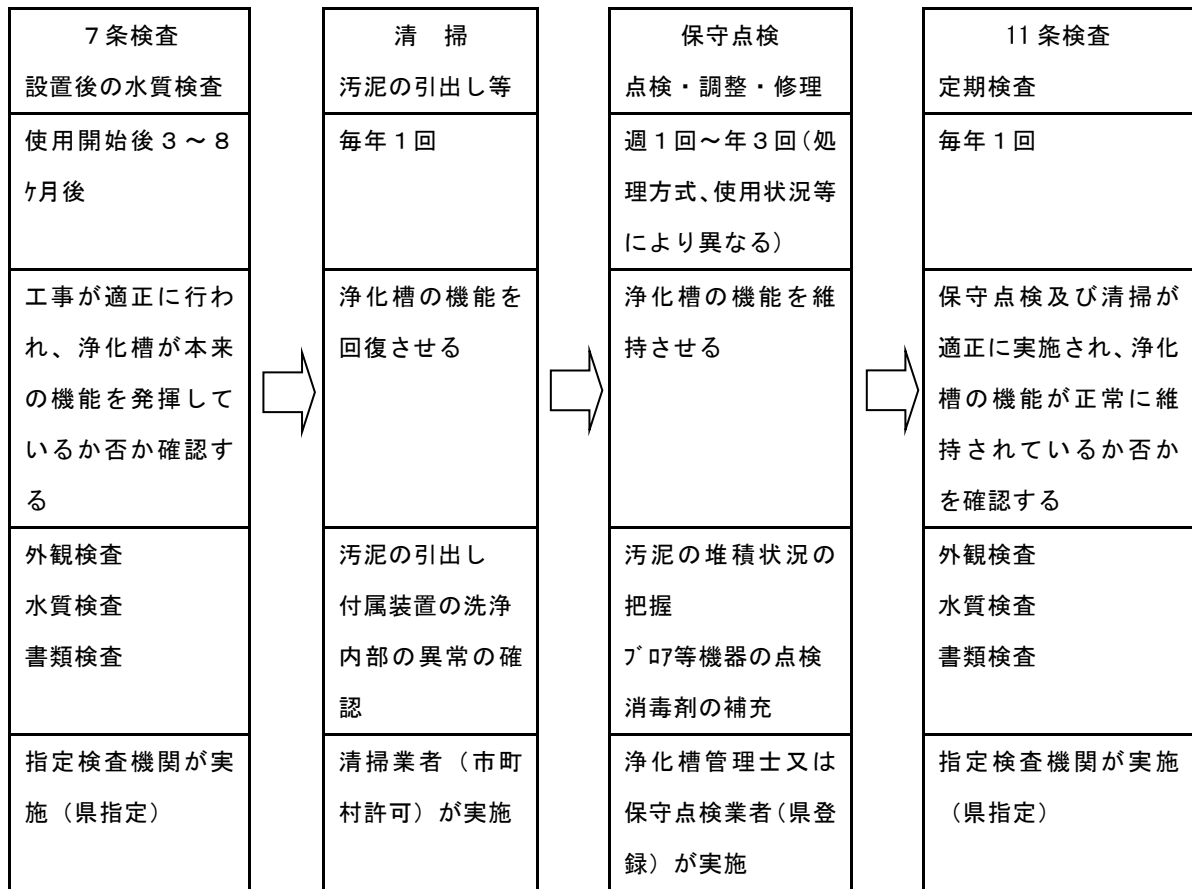 ７条検査
設置後の水質検査
使用開始後３～８
ｹ月後
工事が適正に行わ
れ、浄化槽が本来
の機能を発揮して
いるか否か確認す
る
外観検査
水質検査
書類検査
指定検査機関が実
施（県指定）
清　掃
汚泥の引出し等
毎年１回
浄化槽の機能を
回復させる
汚泥の引出し
付属装置の洗浄
内部の異常の確
認
清掃業者（市町
村許可）が実施
保守点検
点検・調整・修理
週１回～年３回(処
理方式、使用状況等
により異なる)
浄化槽の機能を維
持させる
汚泥の堆積状況の
把握
ﾌﾞﾛｱ等機器の点検
消毒剤の補充
浄化槽管理士又は
保守点検業者(県登
録）が実施
11条検査
定期検査
毎年１回
保守点検及び清掃が
適正に実施され、浄化
槽の機能が正常に維
持されているか否か
を確認する
外観検査
水質検査
書類検査
指定検査機関が実施
（県指定）